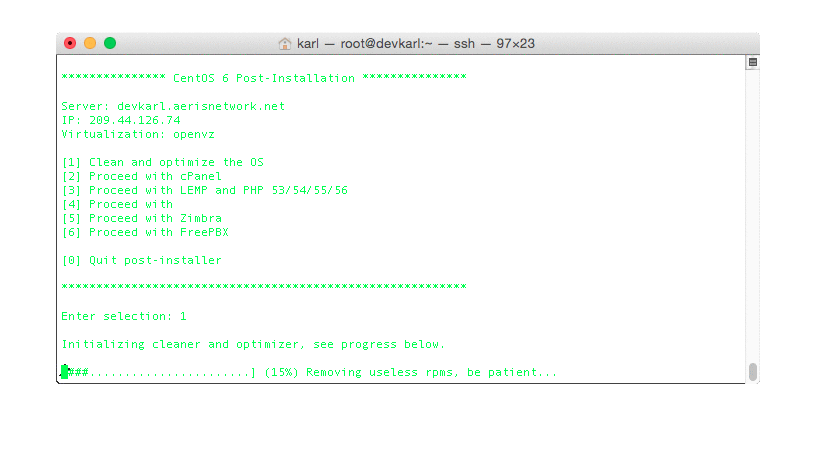 karl — root@devkarl:~ — ssh — 97×23
*************** CentOS 6 Post-Installation ***************
Server: devkarl.aerisnetwork.net
IP: 209.44.126.74
Virtualization: openvz
[1] Clean and optimize the OS
[2] Proceed with cPanel
[3] Proceed with LEMP and PHP 53/54/55/56
[4] Proceed with
[5] Proceed with Zimbra
[6] Proceed with FreePBX
[0] Quit post-installer
**********************************************************
Enter selection: 1
Initializing cleaner and optimizer, see progress below.
###.......................] (15%) Removing useless rpms, be patient...